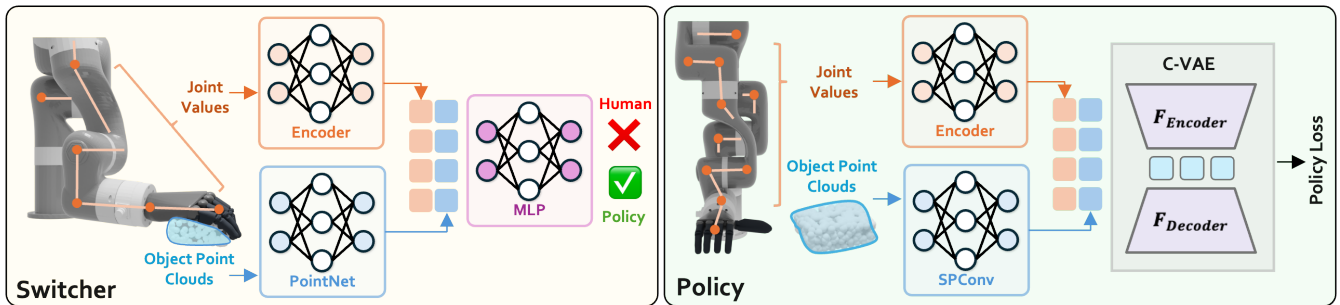 Joint
Values
Encoder
Human
MLP
Policy
Object Point
Clouds
PointNet
Switcher
Joint
Values
Encoder
Object Point
Clouds
SPConv
C-VAE
F_Encoder
F_Decoder
Policy Loss
Policy